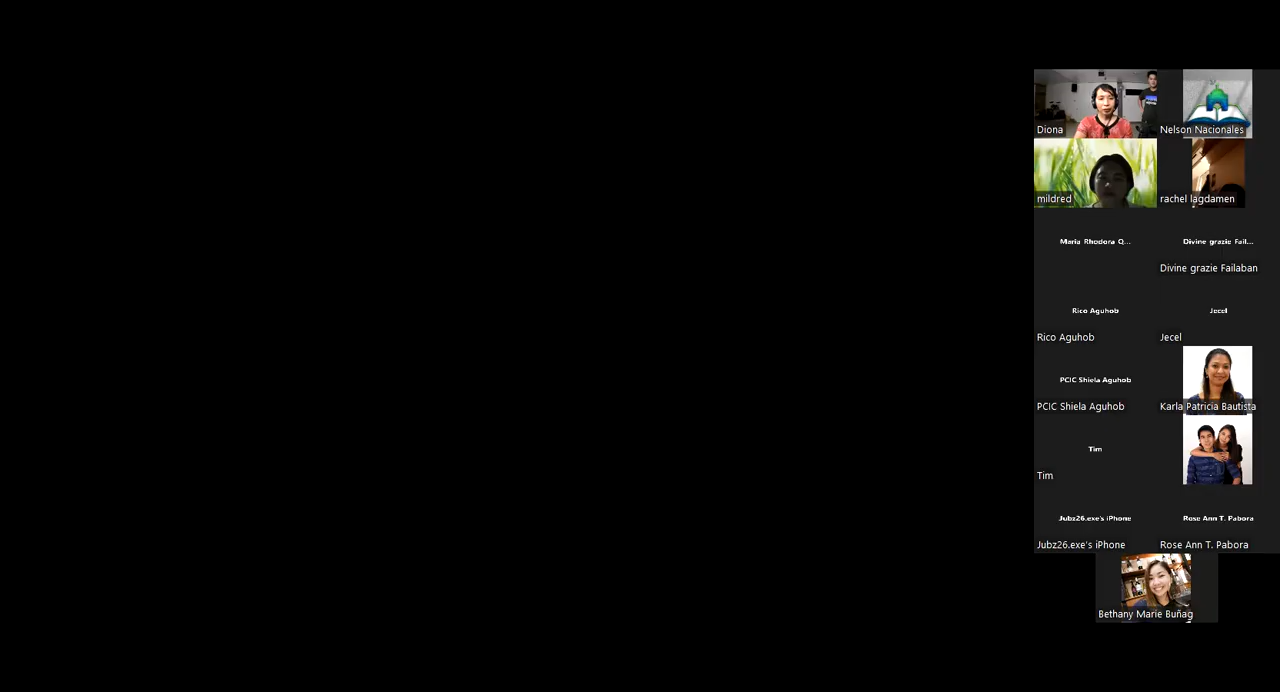 Diona
Nelson Nacionales
mildred
rachel lagdamen
Maria Rhodora Q...
Divine grazie Fail...
Divine grazie Failaban
Rico Aguhob
Jecel
Rico Aguhob
Jecel
PCIC Shiela Aguhob
PCIC Shiela Aguhob
Karla Patricia Bautista
Tim
Tim
Jubz26.exe's iPhone
Rose Ann T. Pabora
Jubz26.exe's iPhone
Rose Ann T. Pabora
Bethany Marie Buñag